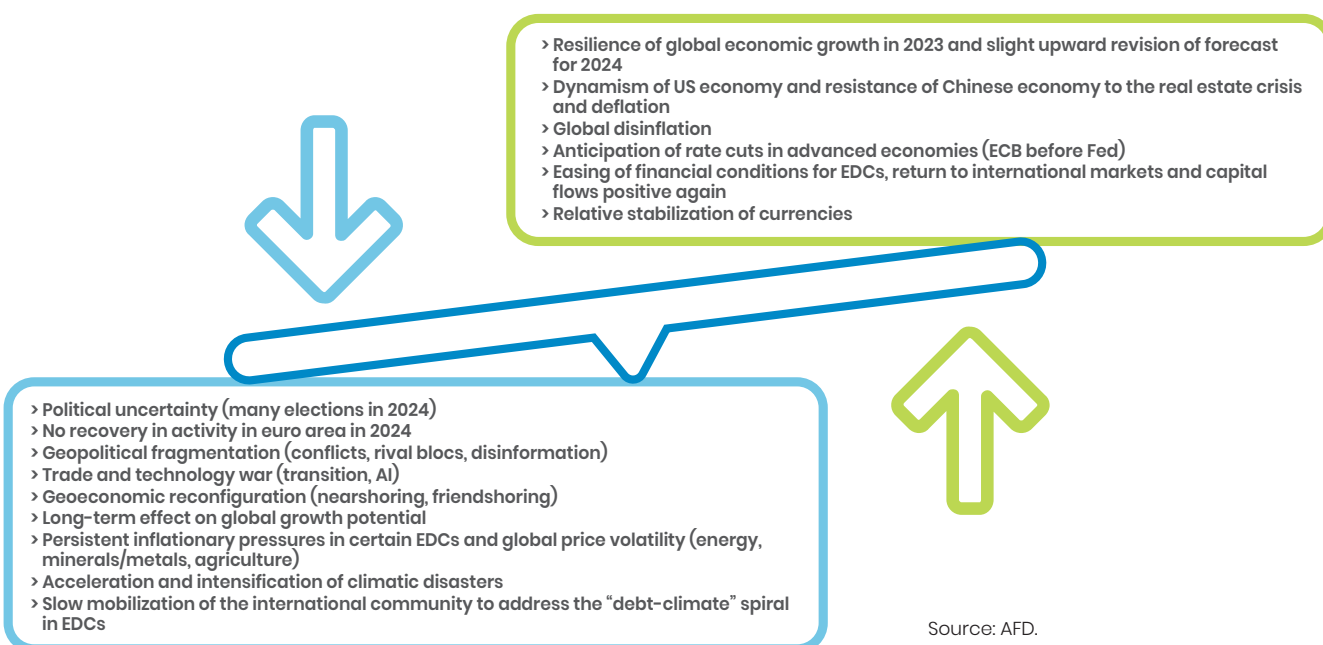 > Resilience of global economic growth in 2023 and slight upward revision of forecast
for 2024
> Dynamism of US economy and resistance of Chinese economy to the real estate crisis
and deflation
> Global disinflation
> Anticipation of rate cuts in advanced economies (ECB before Fed)
> Easing of financial conditions for EDCs, return to international markets and capital
flows positive again
> Relative stabilization of currencies
> Political uncertainty (many elections in 2024)
> No recovery in activity in euro area in 2024
> Geopolitical fragmentation (conflicts, rival blocs, disinformation)
> Trade and technology war (transition, AI)
> Geoeconomic reconfiguration (nearshoring, friendshoring)
> Long-term effect on global growth potential
> Persistent inflationary pressures in certain EDCs and global price volatility (energy,
minerals/metals, agriculture)
> Acceleration and intensification of climatic disasters
> Slow mobilization of the international community to address the “debt-climate” spiral
in EDCs
Source: AFD.